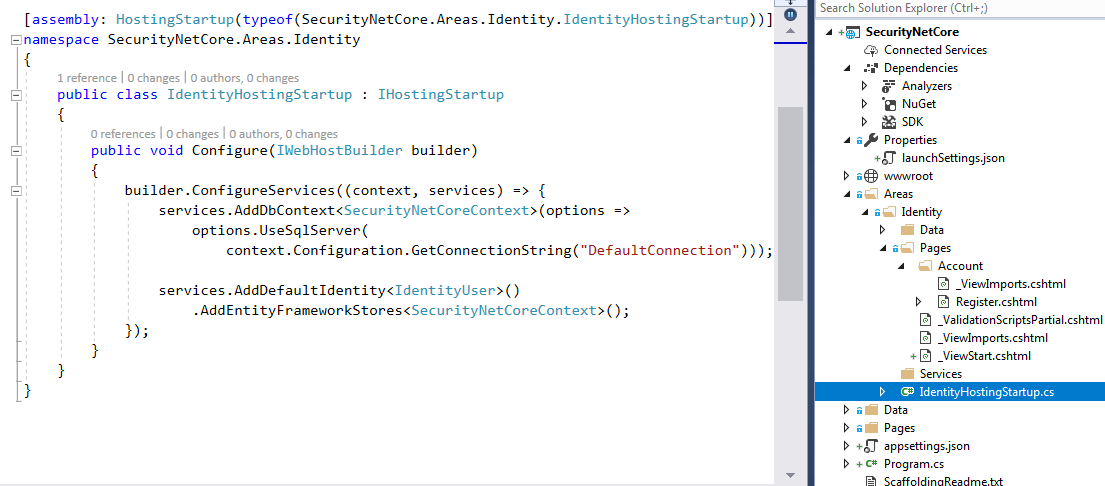 [assembly: HostingStartup(typeof(SecurityNetCore.Areas.Identity.IdentityHostingStartup))]
namespace SecurityNetCore.Areas.Identity
{
1 reference | 0 changes | 0 authors, 0 changes
public class IdentityHostingStartup : IHostingStartup
{
0 references | 0 changes | 0 authors, 0 changes
public void Configure(IWebHostBuilder builder)
{
builder.ConfigureServices((context, services) => {
services.AddDbContext<SecurityNetCoreContext>(options =>
options.UseSqlServer(
context.Configuration.GetConnectionString("DefaultConnection")));
services.AddDefaultIdentity<IdentityUser>()
.AddEntityFrameworkStores<SecurityNetCoreContext>();
});
}
}
}
Search Solution Explorer (Ctrl+;)
SecurityNetCore
Connected Services
Dependencies
Analyzers
NuGet
SDK
Properties
launchSettings.json
wwwroot
Areas
Identity
Data
Pages
Account
_ViewImports.cshtml
Register.cshtml
_ValidationScriptsPartial.cshtml
_ViewImports.cshtml
_ViewStart.cshtml
Services
IdentityHostingStartup.cs
Data
Pages
appsettings.json
C# Program.cs
ScaffoldingReadme.txt